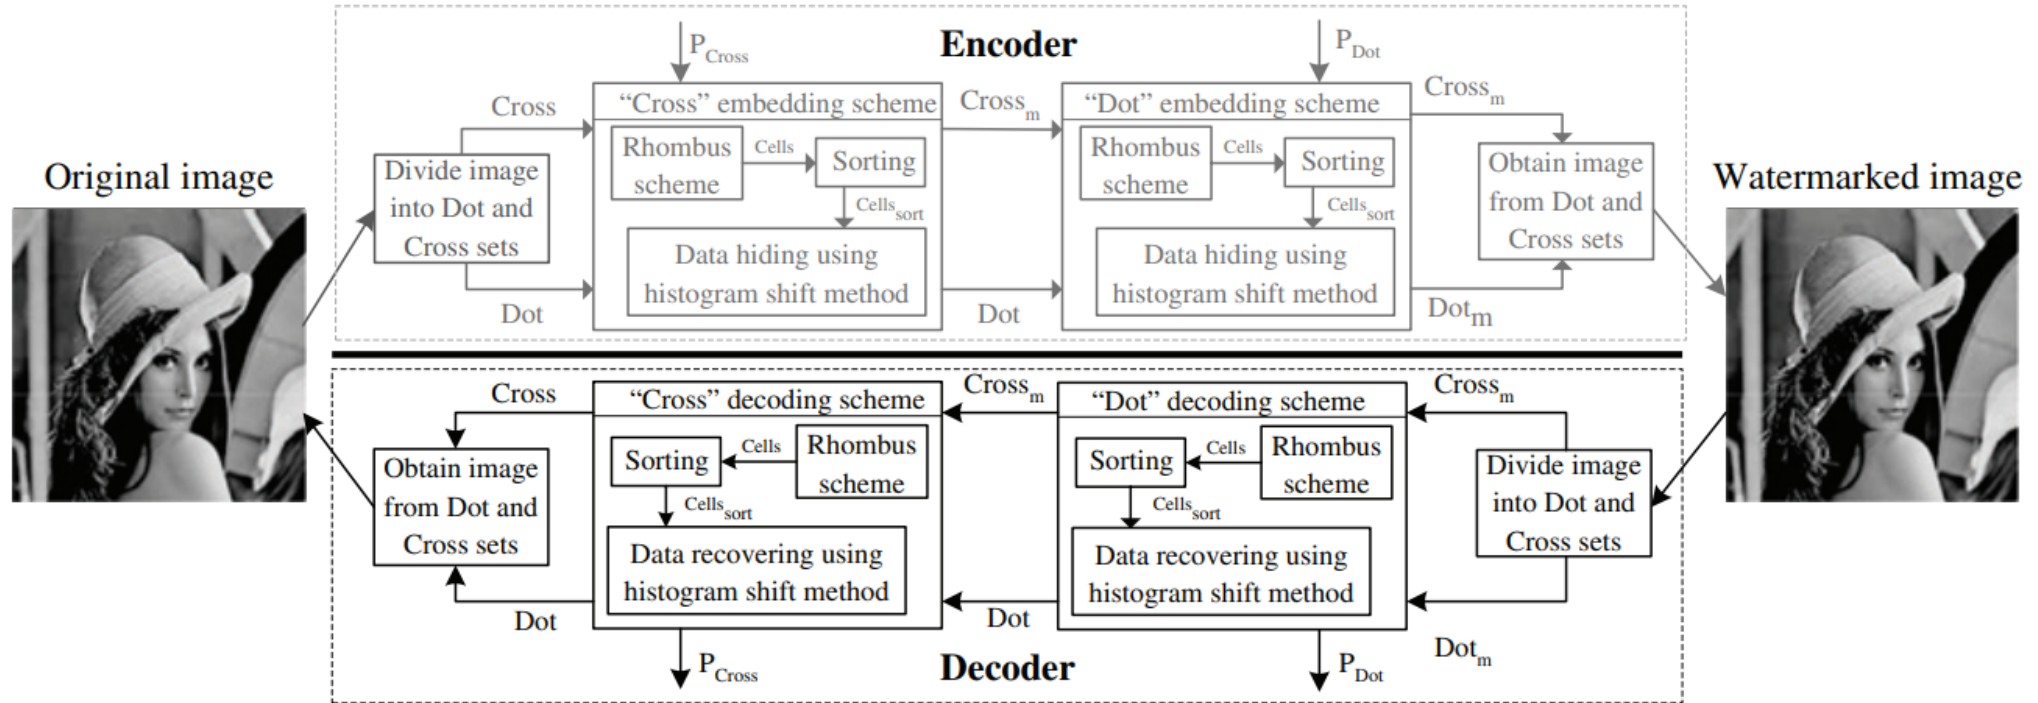 Encoder
P_Cross
P_Dot
Cross
"Cross" embedding scheme
Cross_m
"Dot" embedding scheme
Cross_m
Original image
Divide image
into Dot and
Cross sets
Rhombus
scheme
Cells
Sorting
Cells_sort
Data hiding using
histogram shift method
Rhombus
scheme
Cells
Sorting
Cells_sort
Data hiding using
histogram shift method
Obtain image
from Dot and
Cross sets
Watermarked image
Dot
Dot
Dot_m
Cross
"Cross" decoding scheme
Cross_m
"Dot" decoding scheme
Cross_m
Obtain image
from Dot and
Cross sets
Sorting
Cells
Rhombus
scheme
Cells_sort
Data recovering using
histogram shift method
Sorting
Cells
Rhombus
scheme
Cells_sort
Data recovering using
histogram shift method
Divide image
into Dot and
Cross sets
Dot
Dot
Dot_m
P_Cross
Decoder
P_Dot